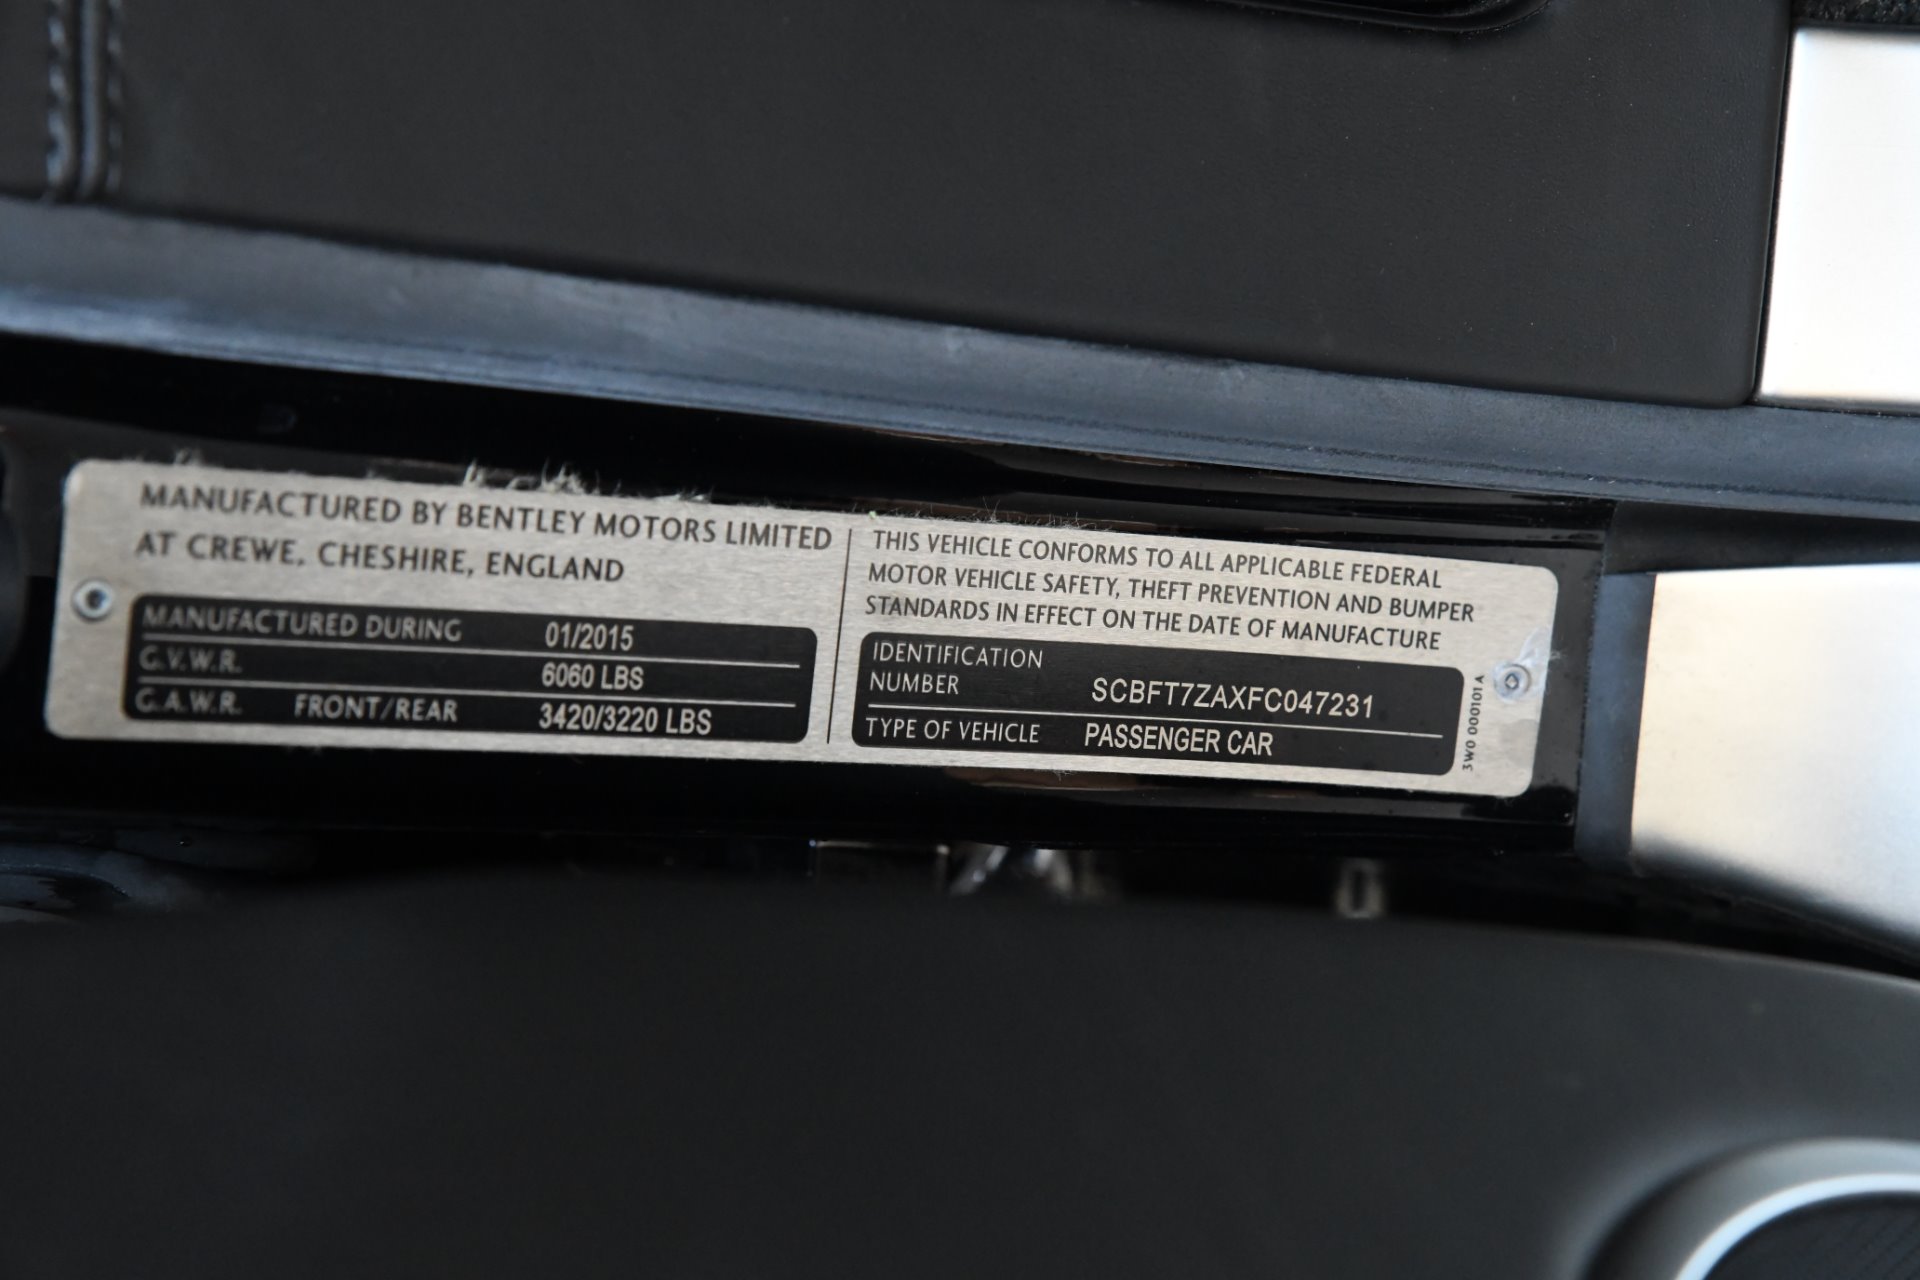 MANUFACTURED BY BENTLEY MOTORS LIMITED
AT CREWE, CHESHIRE, ENGLAND
MANUFACTURED DURING 01/2015
G.V.W.R. 6060 LBS
G.A.W.R. FRONT/REAR 3420/3220 LBS
THIS VEHICLE CONFORMS TO ALL APPLICABLE FEDERAL
MOTOR VEHICLE SAFETY, THEFT PREVENTION AND BUMPER
STANDARDS IN EFFECT ON THE DATE OF MANUFACTURE
IDENTIFICATION
NUMBER SCBFT7ZAXFC047231
TYPE OF VEHICLE PASSENGER CAR
3W0 000101 A